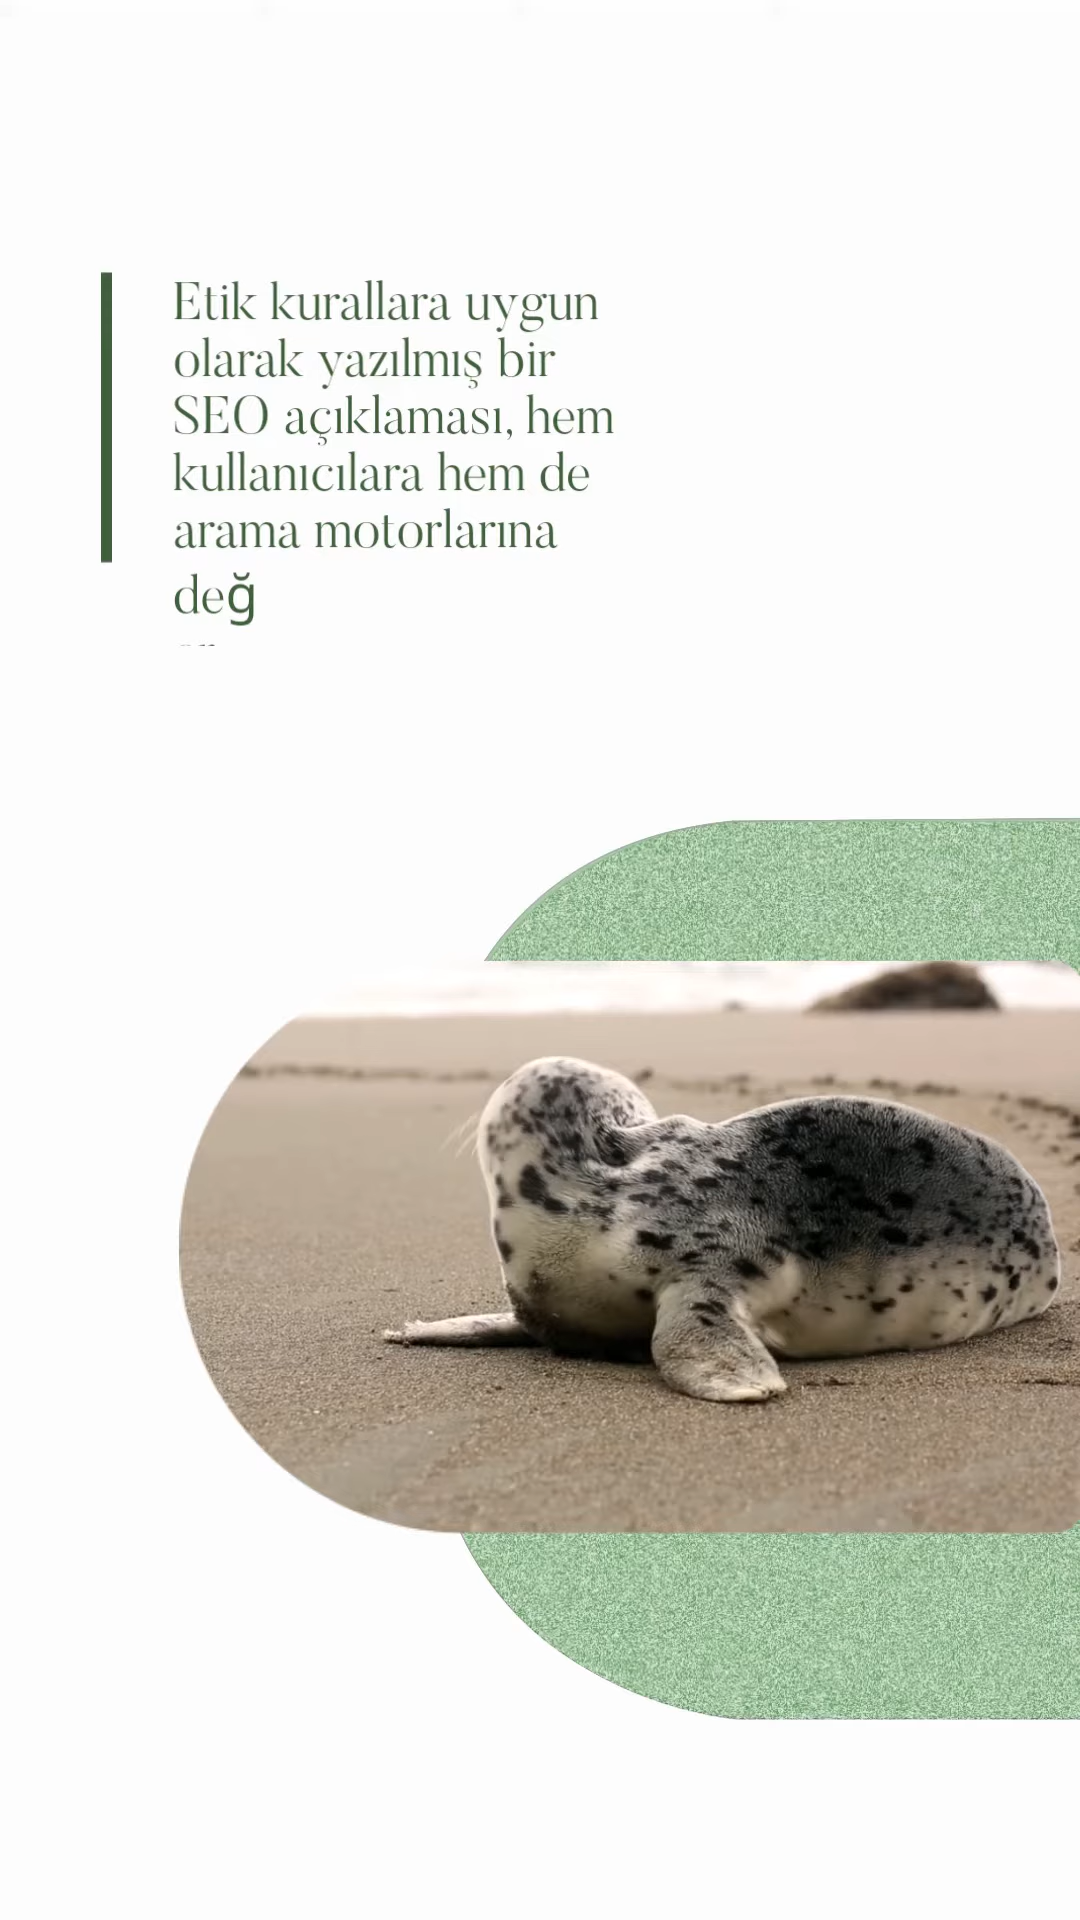 Etik kurallara uygun
olarak yazılmış bir
SEO açıklaması, hem
kullanıcılara hem de
arama motorlarına
değ